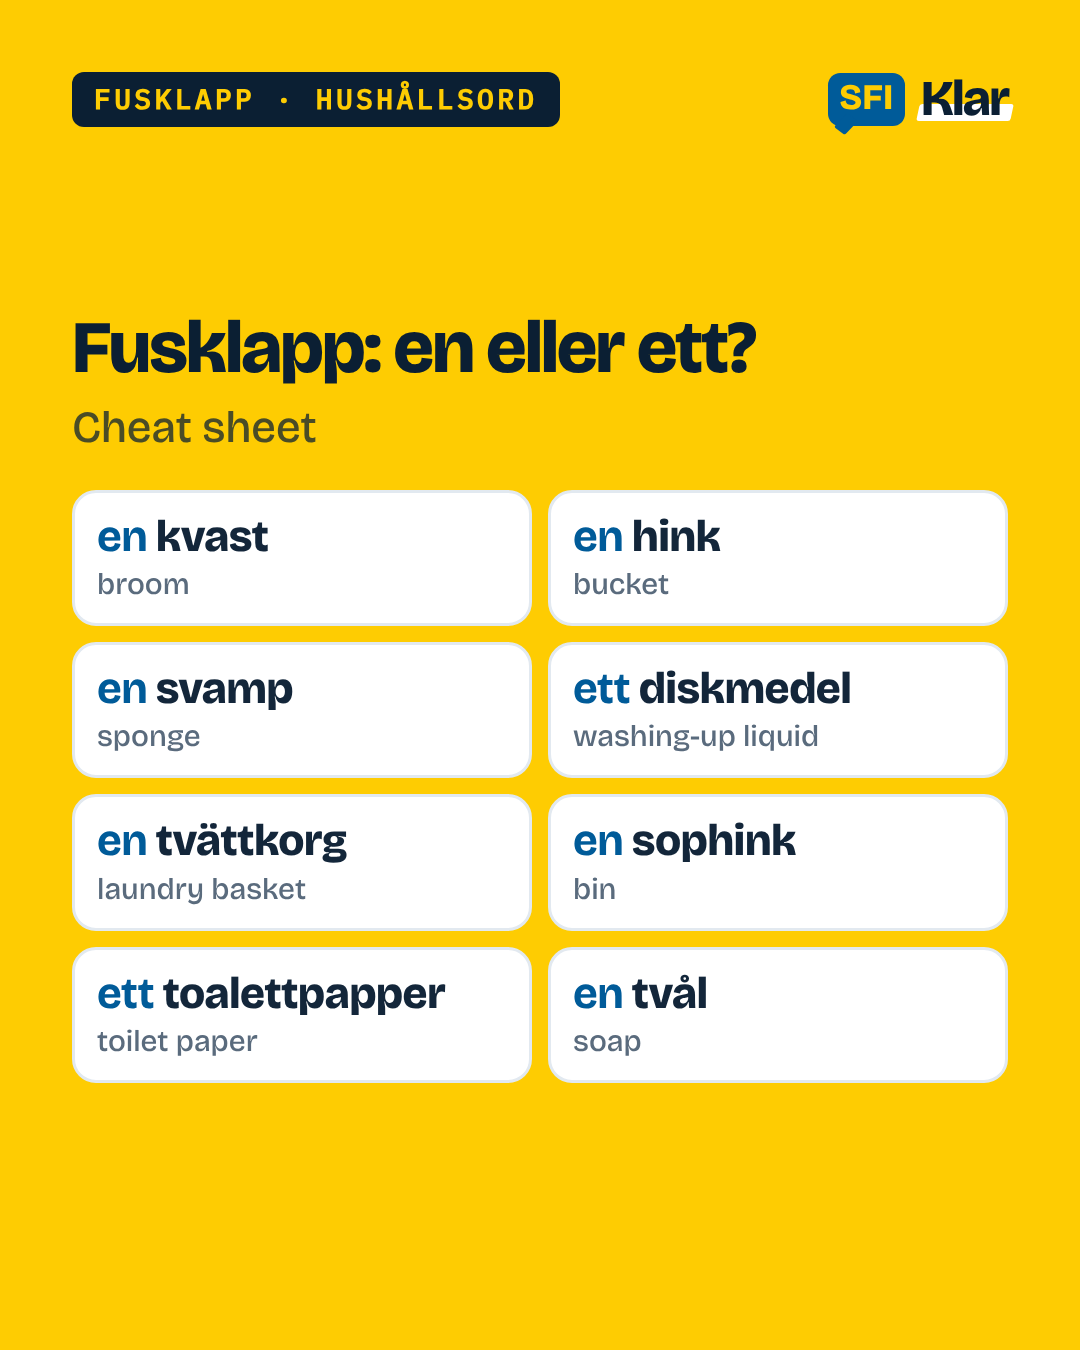 FUSKLAPP · HUSHÅLLSORD
SFI Klar
Fusklapp: en eller ett?
Cheat sheet
en kvast
broom
en hink
bucket
en svamp
sponge
ett diskmedel
washing-up liquid
en tvättkorg
laundry basket
en sophink
bin
ett toalettpapper
toilet paper
en tvål
soap